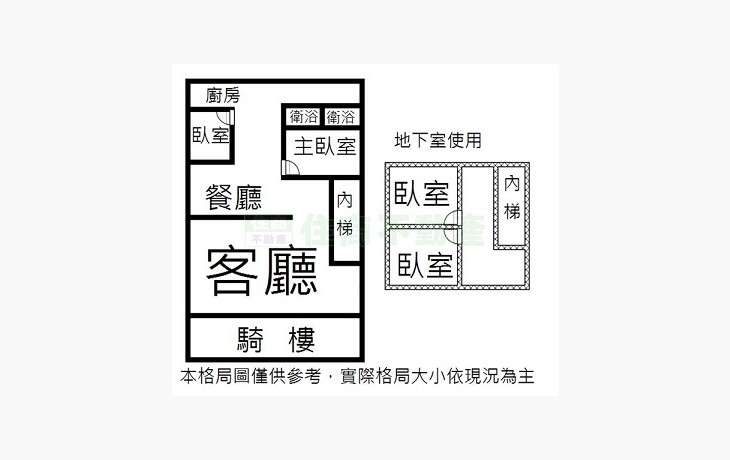 廚房
衛浴 衛浴
臥室
主臥室
餐廳
內梯
客廳
騎樓
地下室使用
臥室
內梯
臥室
住商不動產
本格局圖僅供參考，實際格局大小依現況為主